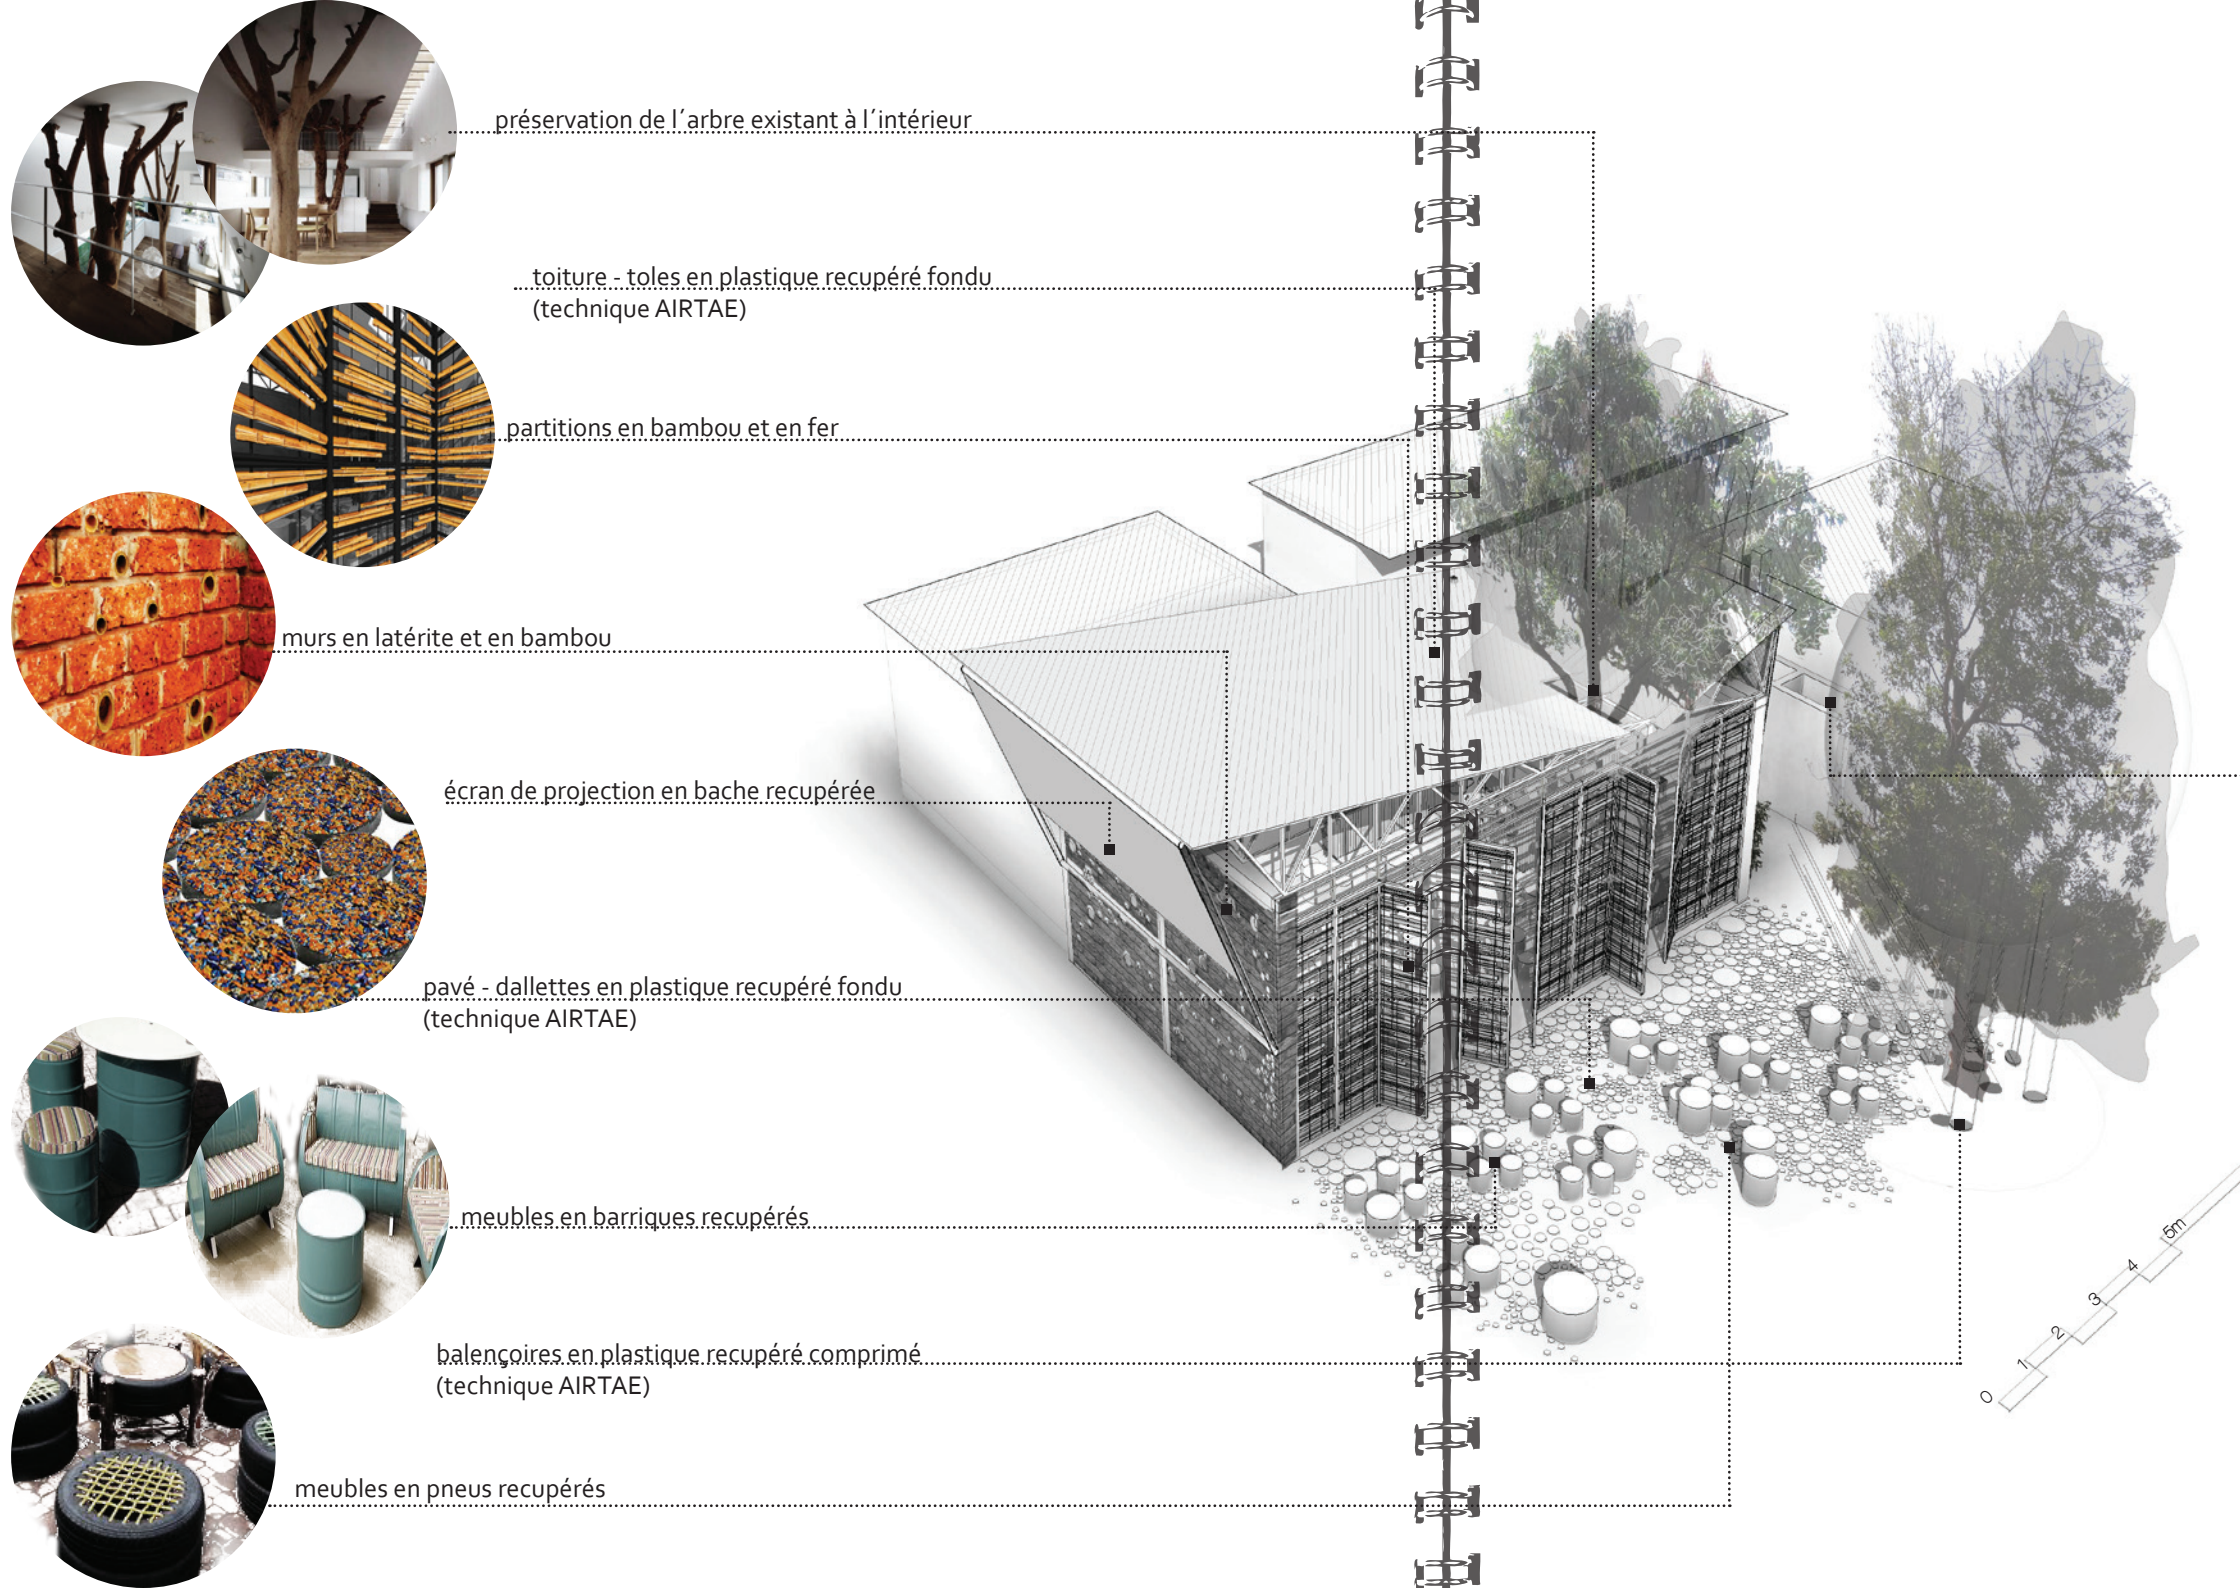 préservation de l´arbre existant à l´intérieur
toiture - toles en plastique recupéré fondu
(technique AIRTAE)
partitions en bambou et en fer
murs en latérite et en bambou
écran de projection en bache recupérée
pavé - dallettes en plastique recupéré fondu
(technique AIRTAE)
meubles en barriques recupérés
balençoires en plastique recupéré comprimé
(technique AIRTAE)
meubles en pneus recupérés
0
1
2
3
4
5m